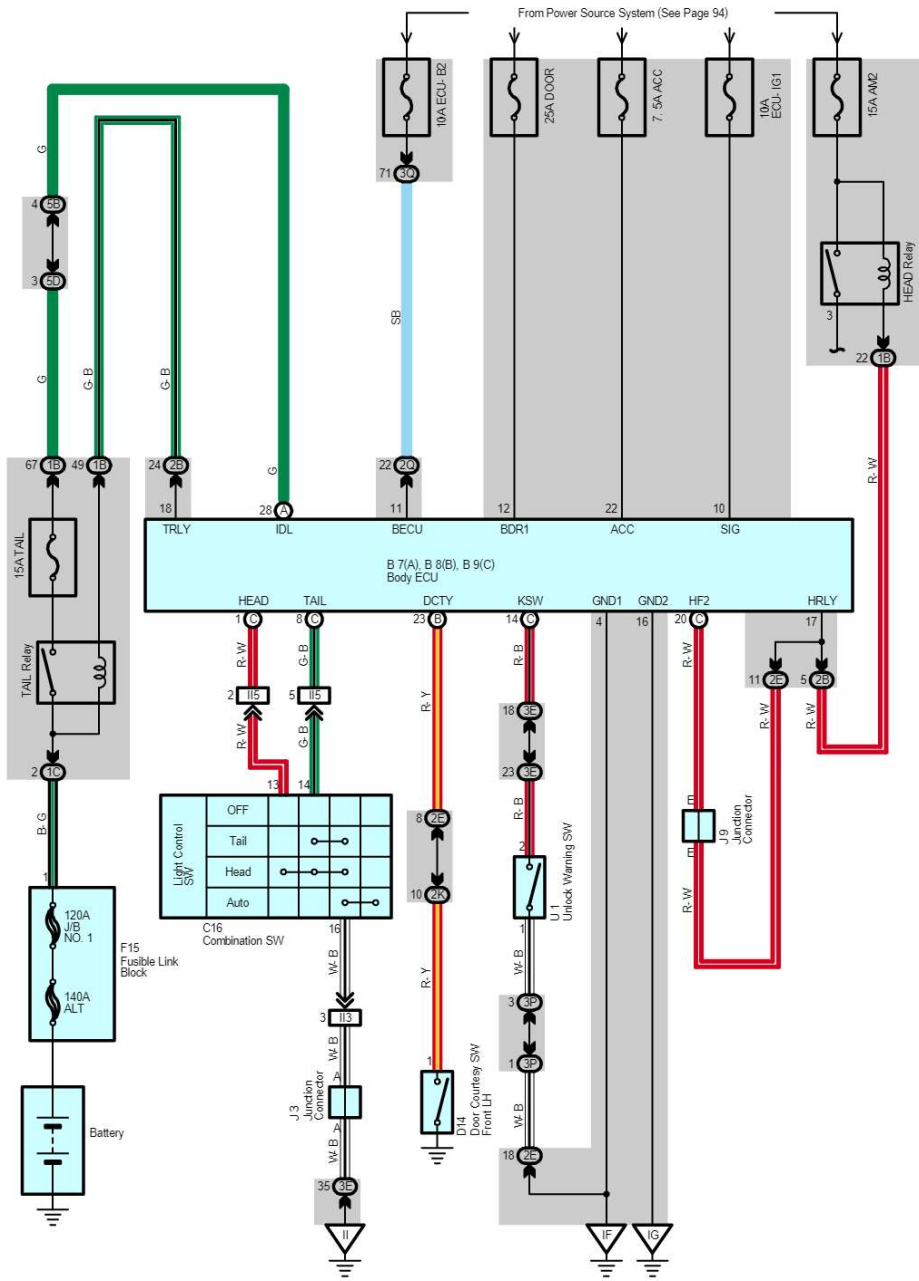 From Power Source System (See Page 94)
10A ECU- B2
25A DOOR
7. 5A ACC
10A
ECU- IG1
15A AM2
71 3Q
G
4 5B
3 5D
SB
HEAD Relay
3
22 1B
G
G- B
G- B
G
R- W
67 1B
49 1B
24 2B
22 2Q
18
28 A
11
12
22
10
TRLY
IDL
BECU
BDR1
ACC
SIG
15A TAIL
B 7(A), B 8(B), B 9(C)
Body ECU
HEAD
TAIL
DCTY
KSW
GND1
GND2
HF2
HRLY
1 C
8 C
23 B
14 C
4
16
20 C
17
TAIL Relay
R- W
G- B
R- Y
R- B
R- W
11 2E
5 2B
2 II5
5 II5
18 3E
R- W
R- W
R- W
G- B
23 3E
2 1C
13
14
R- B
B- G
Light Control
SW
OFF
Tail
Head
Auto
8 2E
10 2K
E
J 9
Junction
Connector
E
2
U 1
Unlock Warning SW
1
1
R- W
120A
J/B
NO. 1
140A
ALT
F15
Fusible Link
Block
C16
Combination SW
16
W- B
R- Y
W- B
3 II3
3 3P
W- B
1 3P
A
J 3
Junction
Connector
A
1
D14
Door Courtesy SW
Front LH
W- B
Battery
W- B
18 2E
35 3E
II
IF
IG